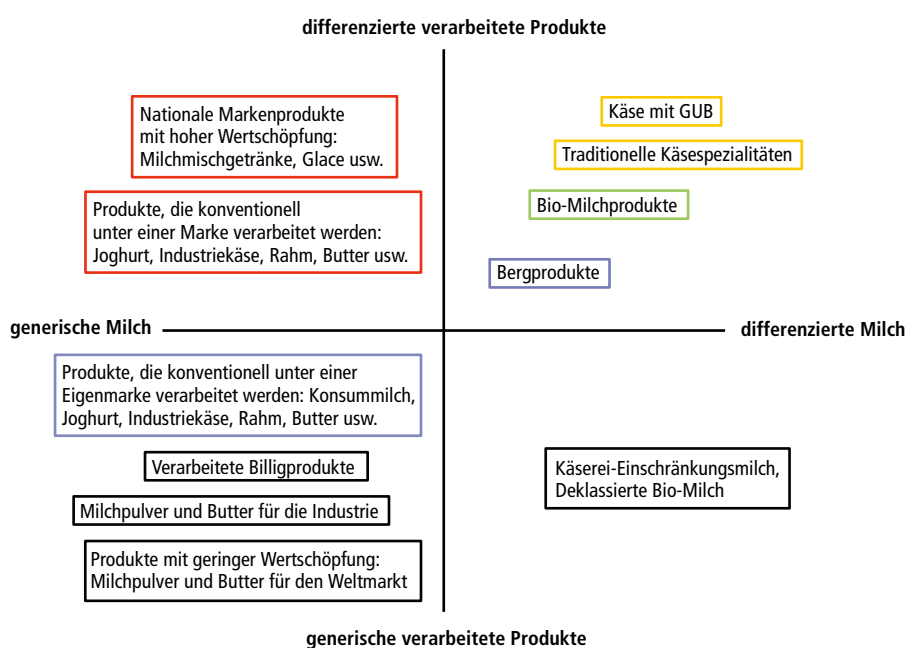 differenzierte verarbeitete Produkte
Nationale Markenprodukte
mit hoher Wertschöpfung:
Milchmischgetränke, Glace usw.
Produkte, die konventionell
unter einer Marke verarbeitet werden:
Joghurt, Industriekäse, Rahm, Butter usw.
Käse mit GUB
Traditionelle Käsespezialitäten
Bio-Milchprodukte
Bergprodukte
generische Milch
differenzierte Milch
Produkte, die konventionell unter einer
Eigenmarke verarbeitet werden: Konsummilch,
Joghurt, Industriekäse, Rahm, Butter usw.
Verarbeitete Billigprodukte
Milchpulver und Butter für die Industrie
Produkte mit geringer Wertschöpfung:
Milchpulver und Butter für den Weltmarkt
Käserei-Einschränkungsmilch,
Deklassierte Bio-Milch
generische verarbeitete Produkte